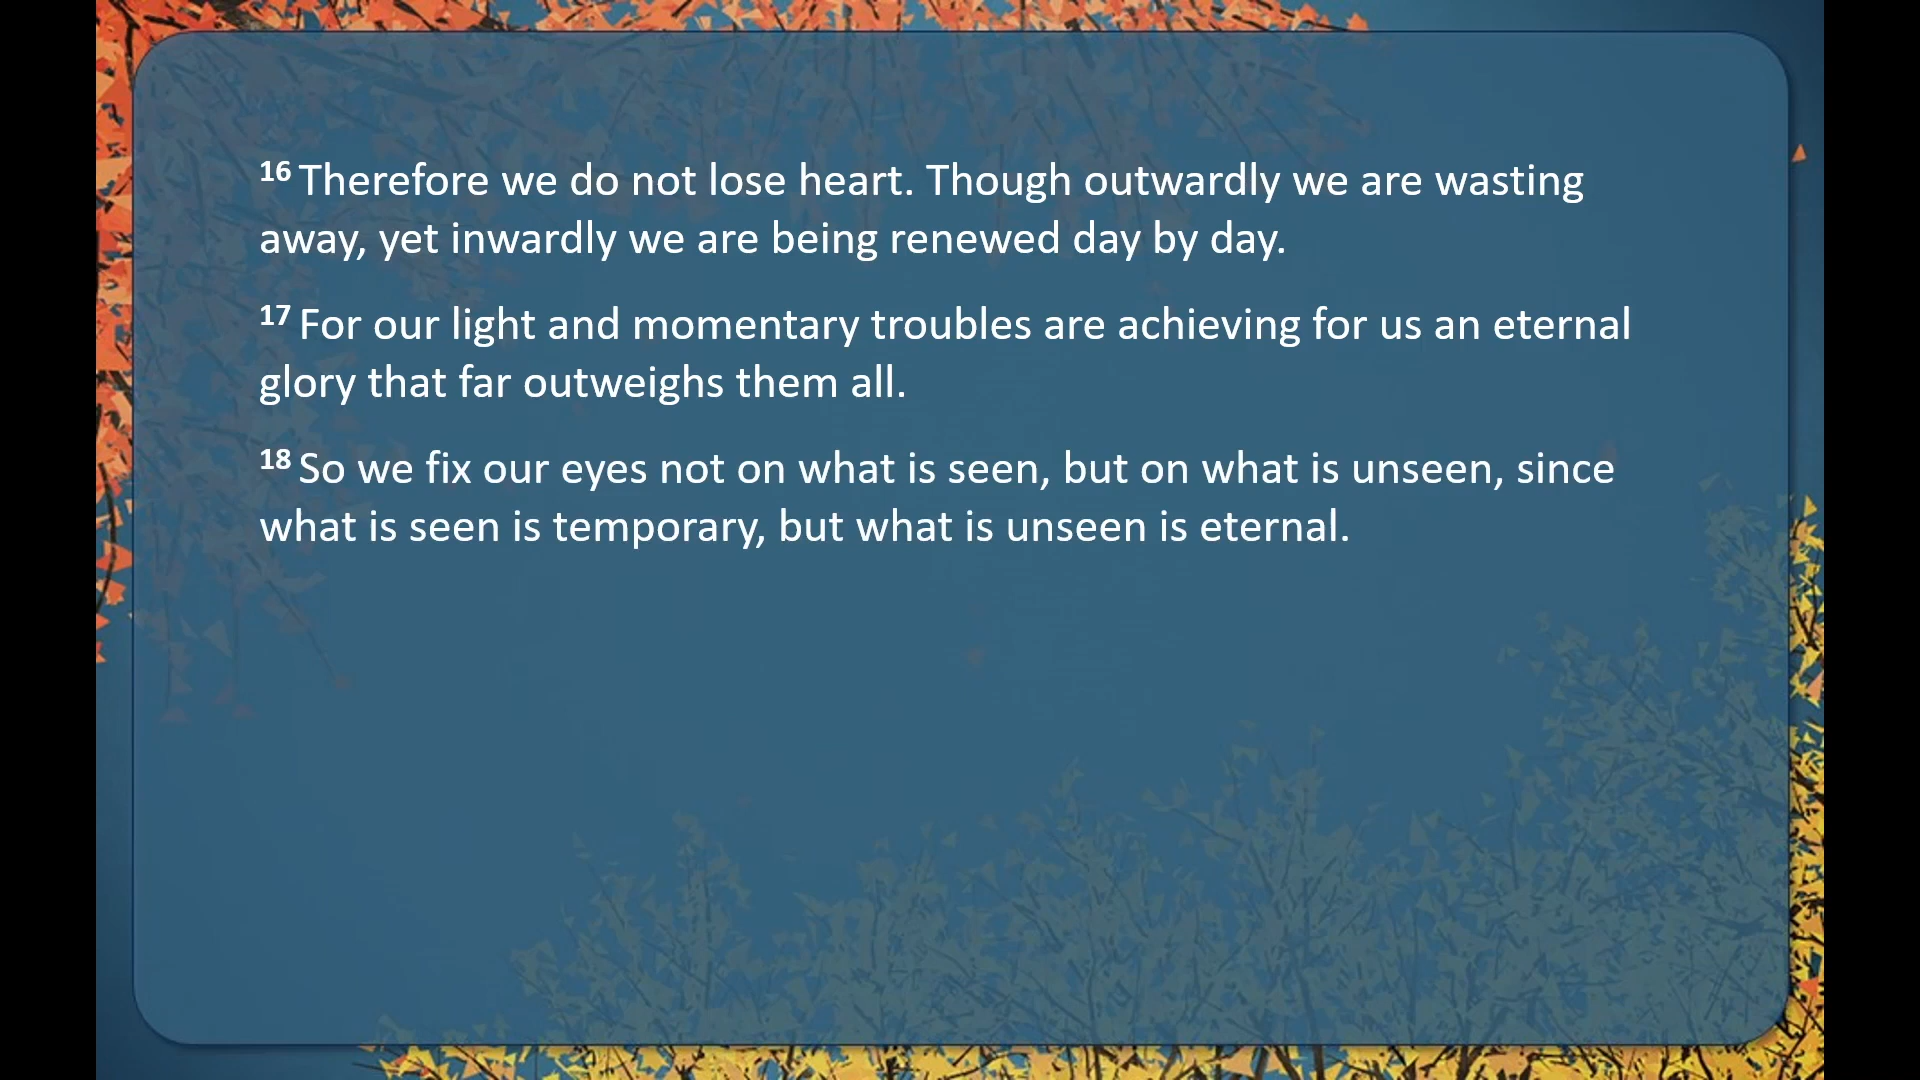 16 Therefore we do not lose heart. Though outwardly we are wasting
away, yet inwardly we are being renewed day by day.
17 For our light and momentary troubles are achieving for us an eternal
glory that far outweighs them all.
18 So we fix our eyes not on what is seen, but on what is unseen, since
what is seen is temporary, but what is unseen is eternal.